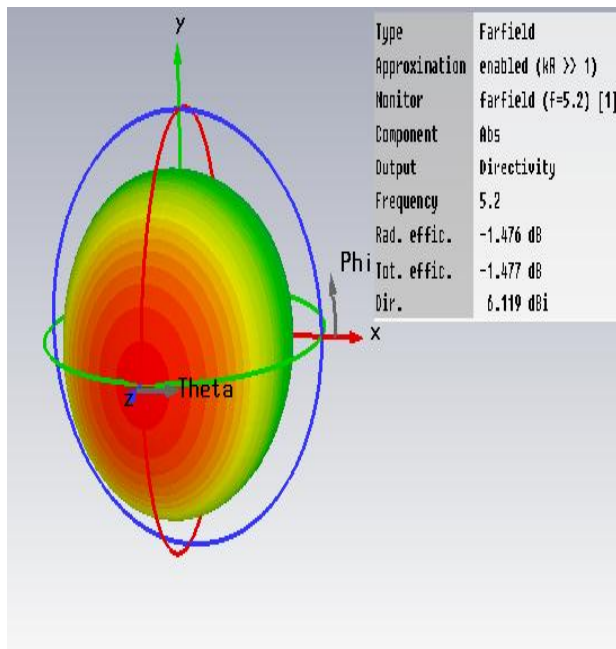 y
Type Farfield
Approximation enabled (kR >> 1)
Monitor farfield (f=5.2) [1]
Component Abs
Output Directivity
Frequency 5.2
Rad. effic. -1.476 dB
Phi
Tot. effic. -1.477 dB
Dir. 6.119 dBi
x
Theta
z